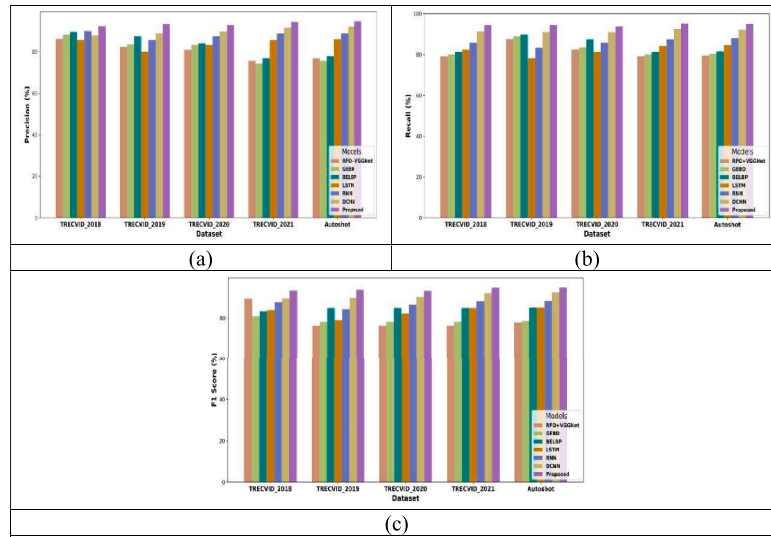 Precision (%)
80
60
40
20
0
TRECViD_2018 TRECViD_2019 TRECViD_2020 TRECViD_2021 Autoshot
Dataset
Models
RFO+VGGNet
GEBD
BELBP
LSTM
RNN
DCNN
Proposed
(a)
Recall (%)
100
80
60
40
20
0
TRECViD_2018 TRECViD_2019 TRECViD_2020 TRECViD_2021 Autoshot
Dataset
Models
RFO+VGGNet
GEBD
BELBP
LSTM
RNN
DCNN
Proposed
(b)
F1 Score (%)
80
60
40
20
0
TRECVID_2018 TRECVID_2019 TRECVID_2020 TRECVID_2021 Autoshot
Dataset
Models
RFO+VGGNet
GEBD
BELBP
LSTM
RNN
DCNN
Proposed
(c)